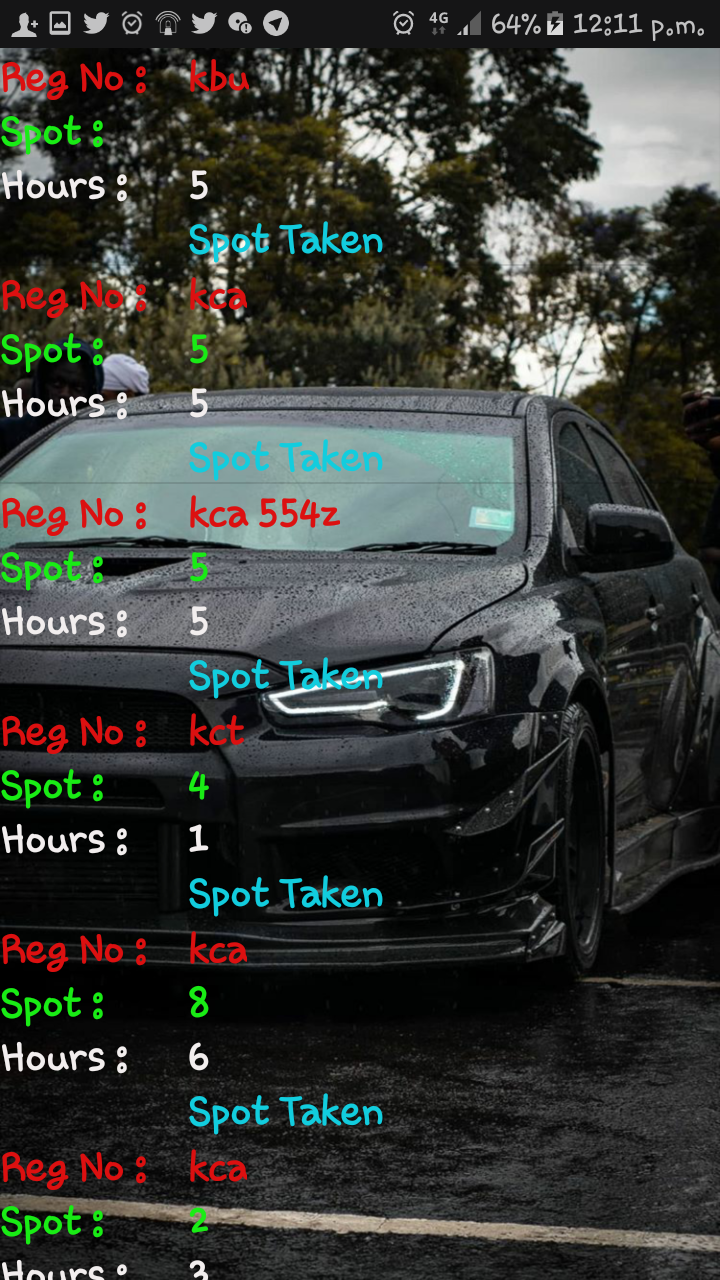 4G 64% 12:11 p.m.
Reg No : kbu
Spot :
Hours : 5
Spot Taken
Reg No : kca
Spot : 5
Hours : 5
Spot Taken
Reg No : kca 554z
Spot : 5
Hours : 5
Spot Taken
Reg No : kct
Spot : 4
Hours : 1
Spot Taken
Reg No : kca
Spot : 8
Hours : 6
Spot Taken
Reg No : kca
Spot : 2
Hours : 3